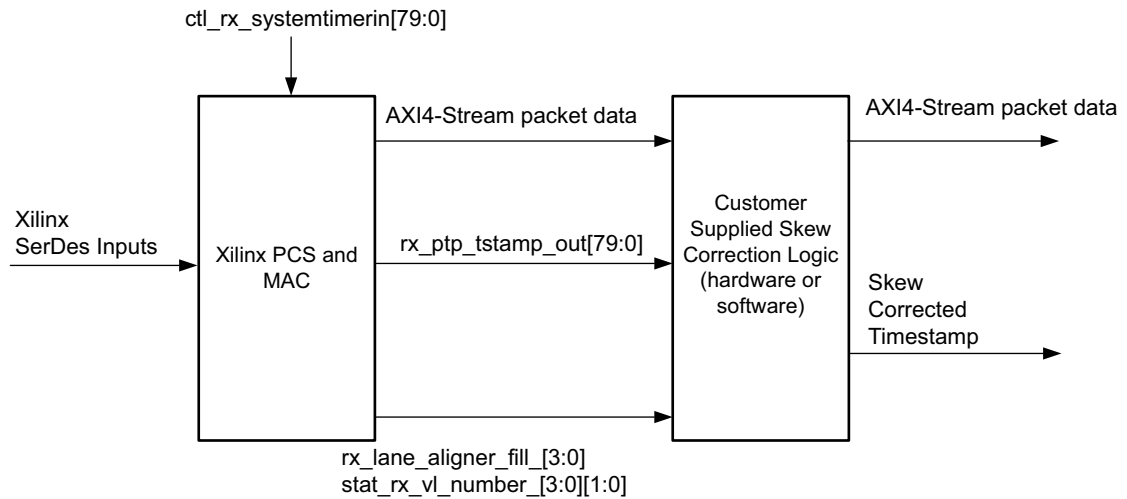 ctl_rx_systemtimerin[79:0]
AXI4-Stream packet data
AXI4-Stream packet data
Xilinx
SerDes Inputs
Xilinx PCS and
MAC
rx_ptp_tstamp_out[79:0]
Customer
Supplied Skew
Correction Logic
(hardware or
software)
Skew
Corrected
Timestamp
rx_lane_aligner_fill_[3:0]
stat_rx_vl_number_[3:0][1:0]